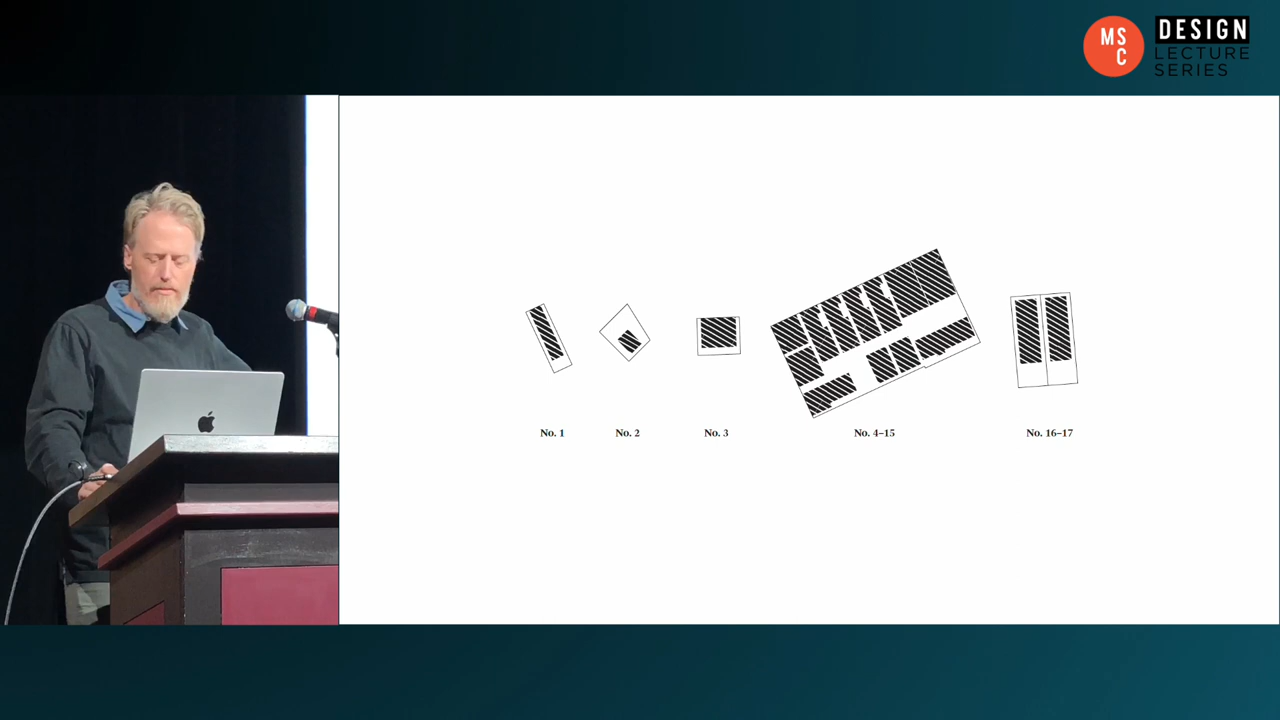 MS
C
DESIGN
LECTURE
SERIES
No. 1
No. 2
No. 3
No. 4–15
No. 16–17